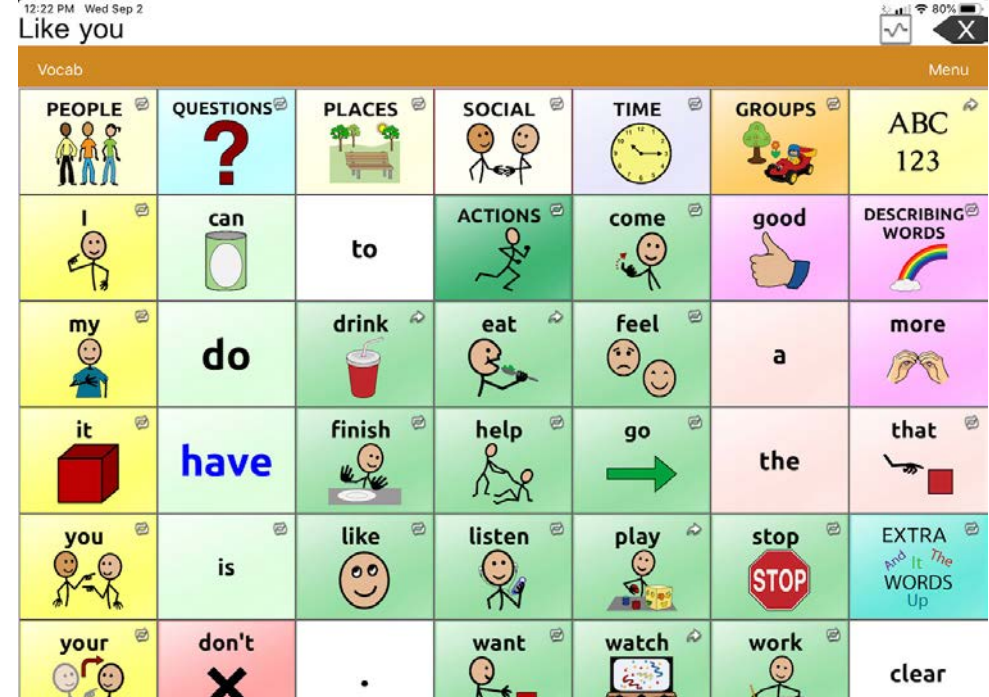 12:22 PM Wed Sep 2
80%
Like you
X
Vocab
Menu
PEOPLE
QUESTIONS
?
PLACES
SOCIAL
TIME
GROUPS
ABC
123
I
can
to
ACTIONS
come
good
DESCRIBING
WORDS
my
do
drink
eat
feel
a
more
it
have
finish
help
go
the
that
you
is
like
listen
play
stop
STOP
EXTRA
And It The
WORDS
Up
your
don't
.
want
watch
work
clear